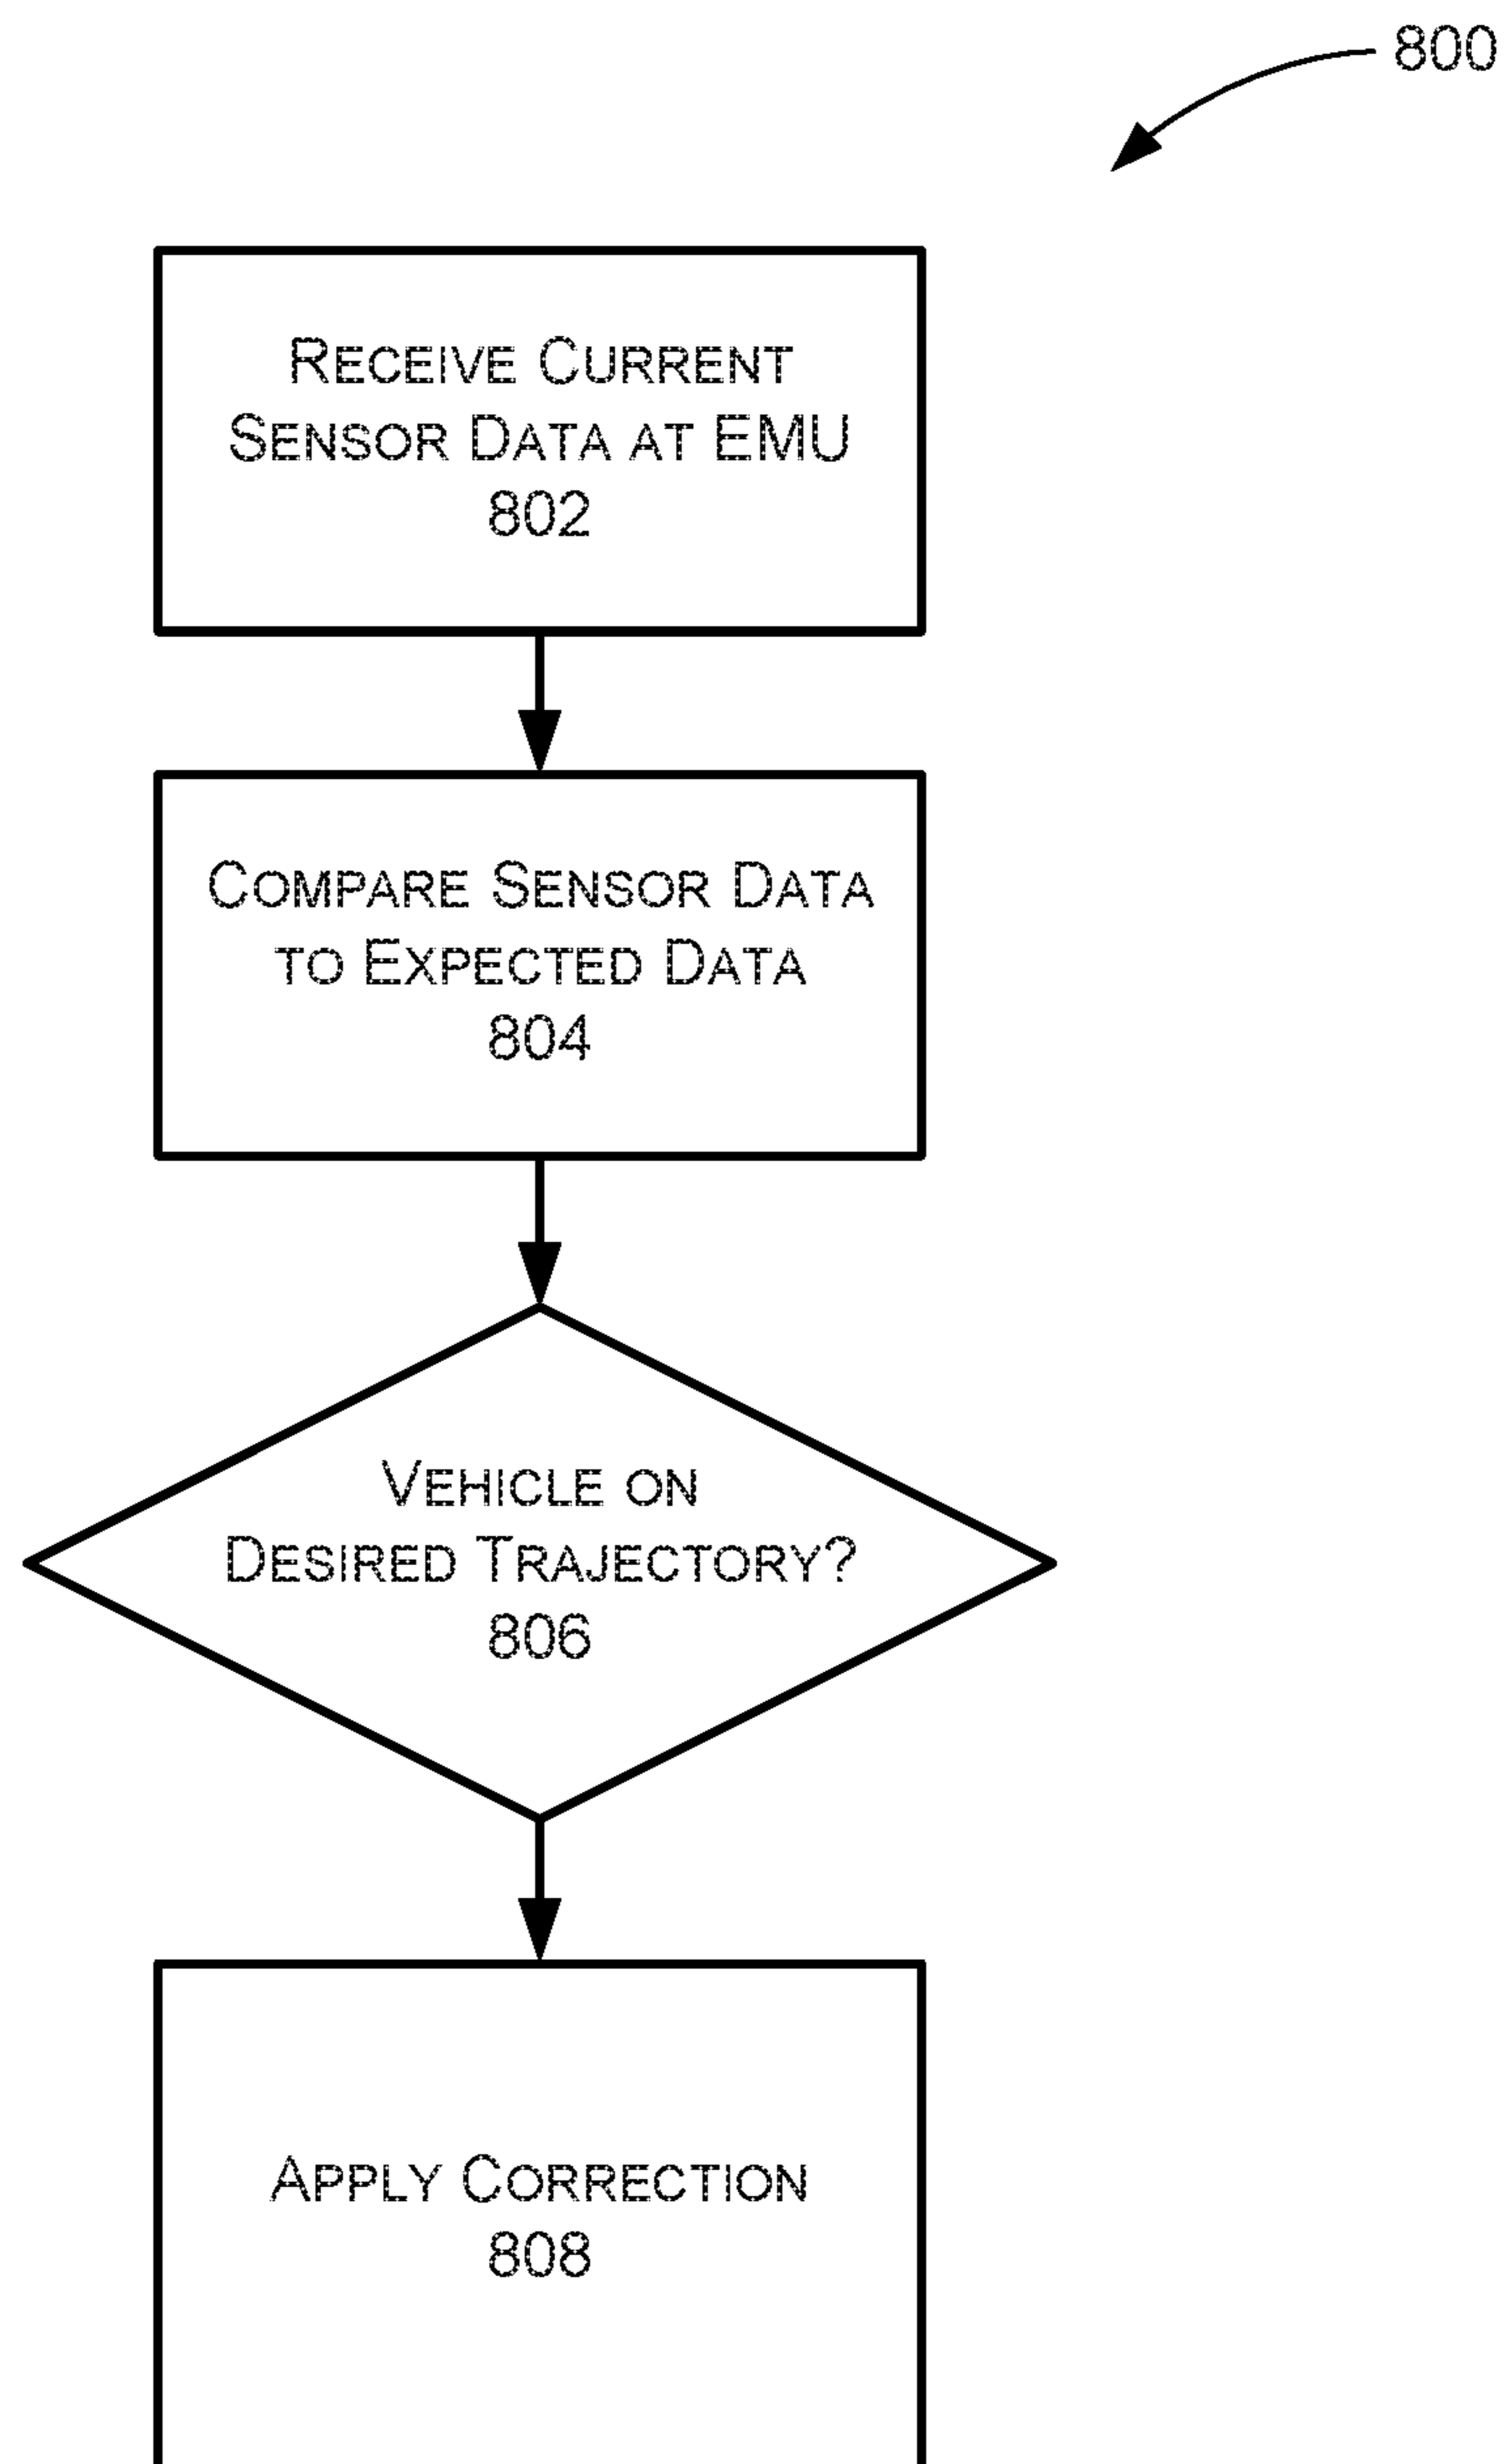 800
RECEIVE CURRENT
SENSOR DATA AT EMU
802
COMPARE SENSOR DATA
TO EXPECTED DATA
804
VEHICLE ON
DESIRED TRAJECTORY?
806
APPLY CORRECTION
808